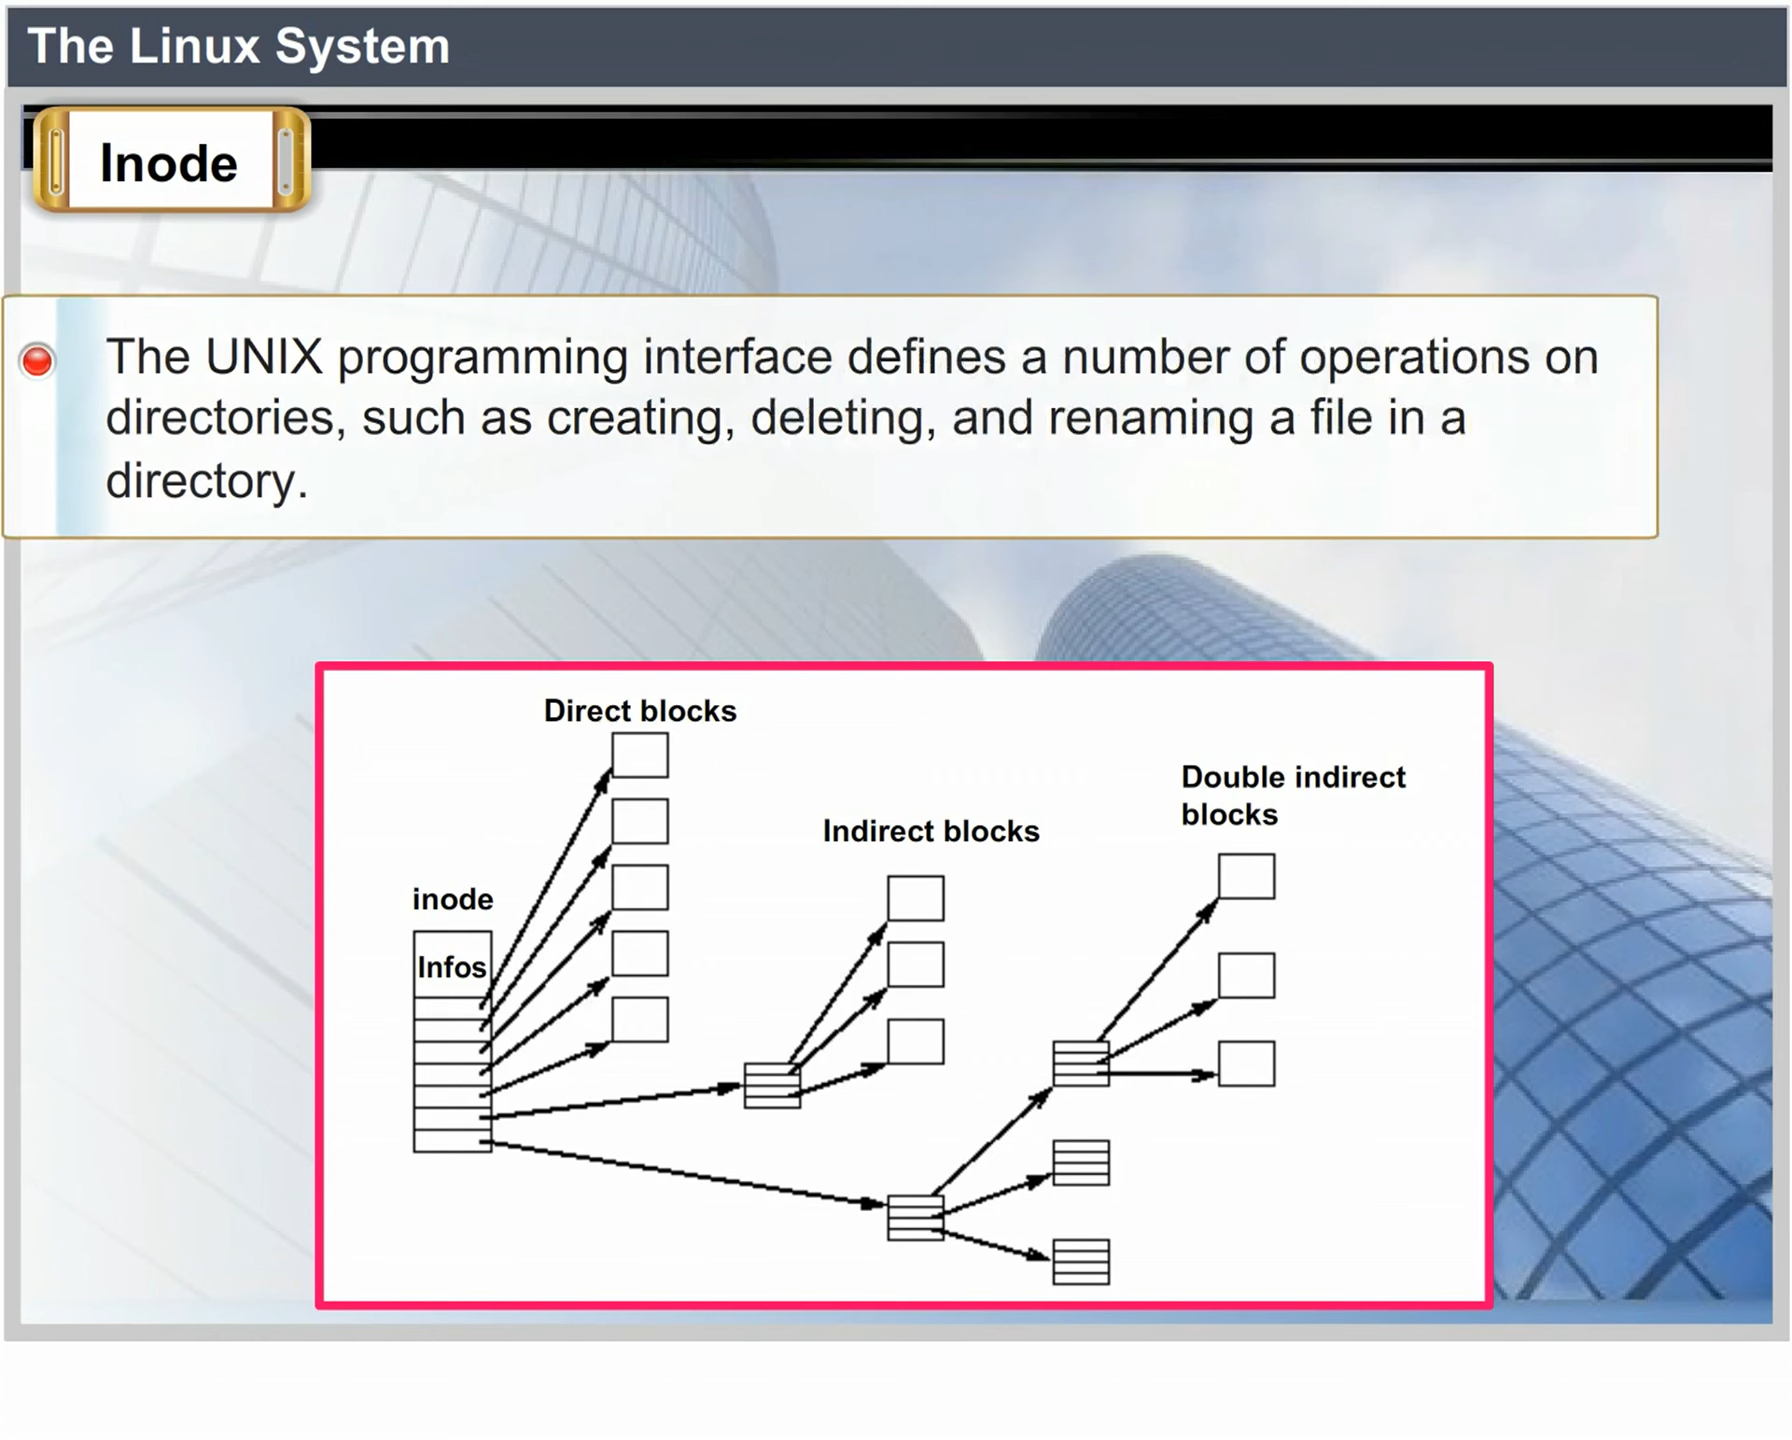 The Linux System
Inode
The UNIX programming interface defines a number of operations on
directories, such as creating, deleting, and renaming a file in a
directory.
Direct blocks
Double indirect
blocks
Indirect blocks
inode
Infos